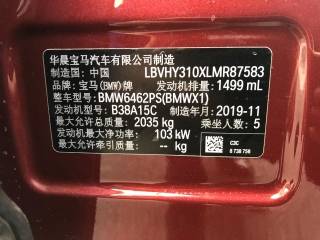 华晨宝马汽车有限公司制造
制造国：中国 LBVHY310XLMR87583
品牌：宝马(BMW)牌 发动机排量：1499 mL
整车型号：BMW6462PS(BMWX1)
发动机型号：B38A15C 制造年月：2019-11
最大允许总质量：2035 kg 乘坐人数：5
发动机最大净功率：103 kW
最大允许牵引质量：-- kg
C3C
8 738 756